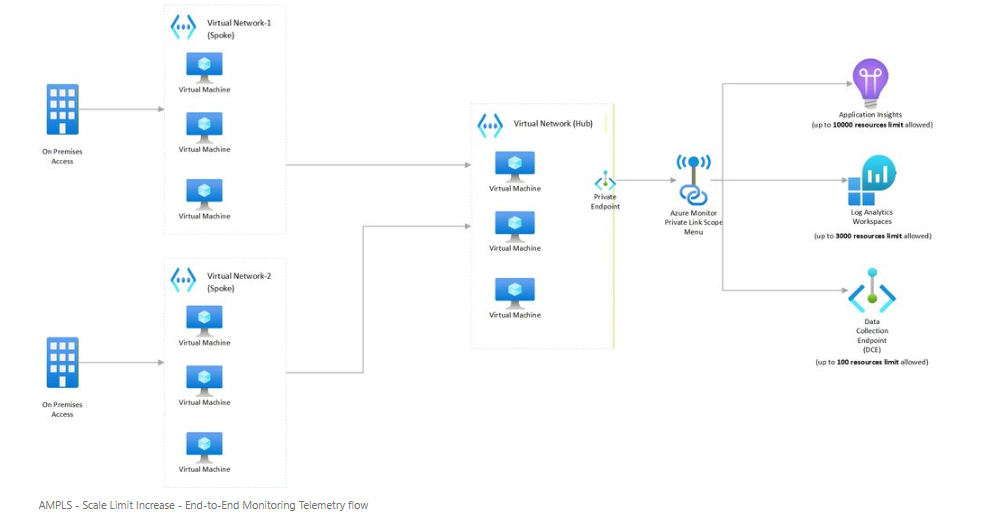 Virtual Network-1
(Spoke)
Virtual Machine
Virtual Machine
Virtual Machine
On Premises
Access
Virtual Network-2
(Spoke)
Virtual Machine
Virtual Machine
Virtual Machine
On Premises
Access
Virtual Network (Hub)
Virtual Machine
Virtual Machine
Virtual Machine
Private
Endpoint
Azure Monitor
Private Link Scope
Menu
Application Insights
(up to 10000 resources limit allowed)
Log Analytics
Workspaces
(up to 3000 resources limit allowed)
Data
Collection
Endpoint
(DCE)
(up to 100 resources limit allowed)
AMPLS - Scale Limit Increase - End-to-End Monitoring Telemetry flow